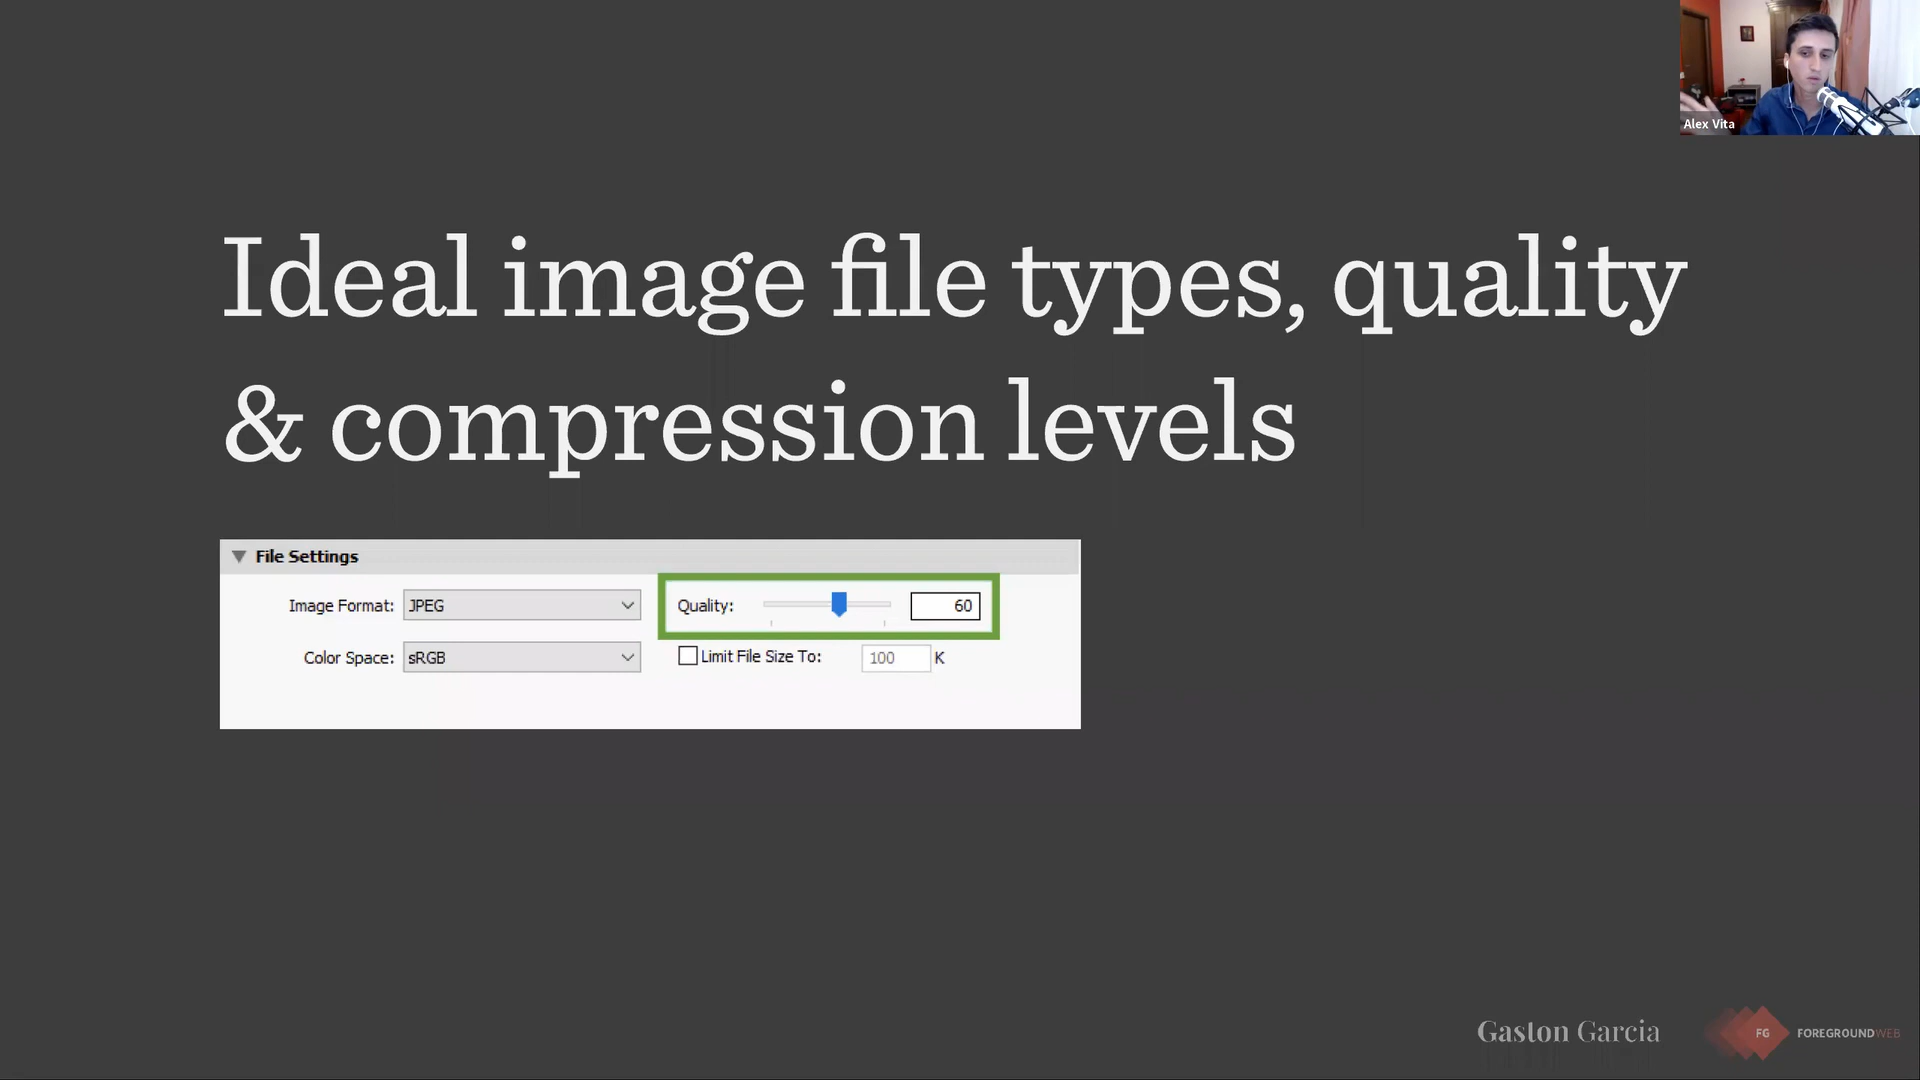 Alex Vita
Ideal image file types, quality
& compression levels
File Settings
Image Format: JPEG Quality: 60
Color Space: sRGB Limit File Size To: 100 K
Gaston Garcia FG FOREGROUNDWEB